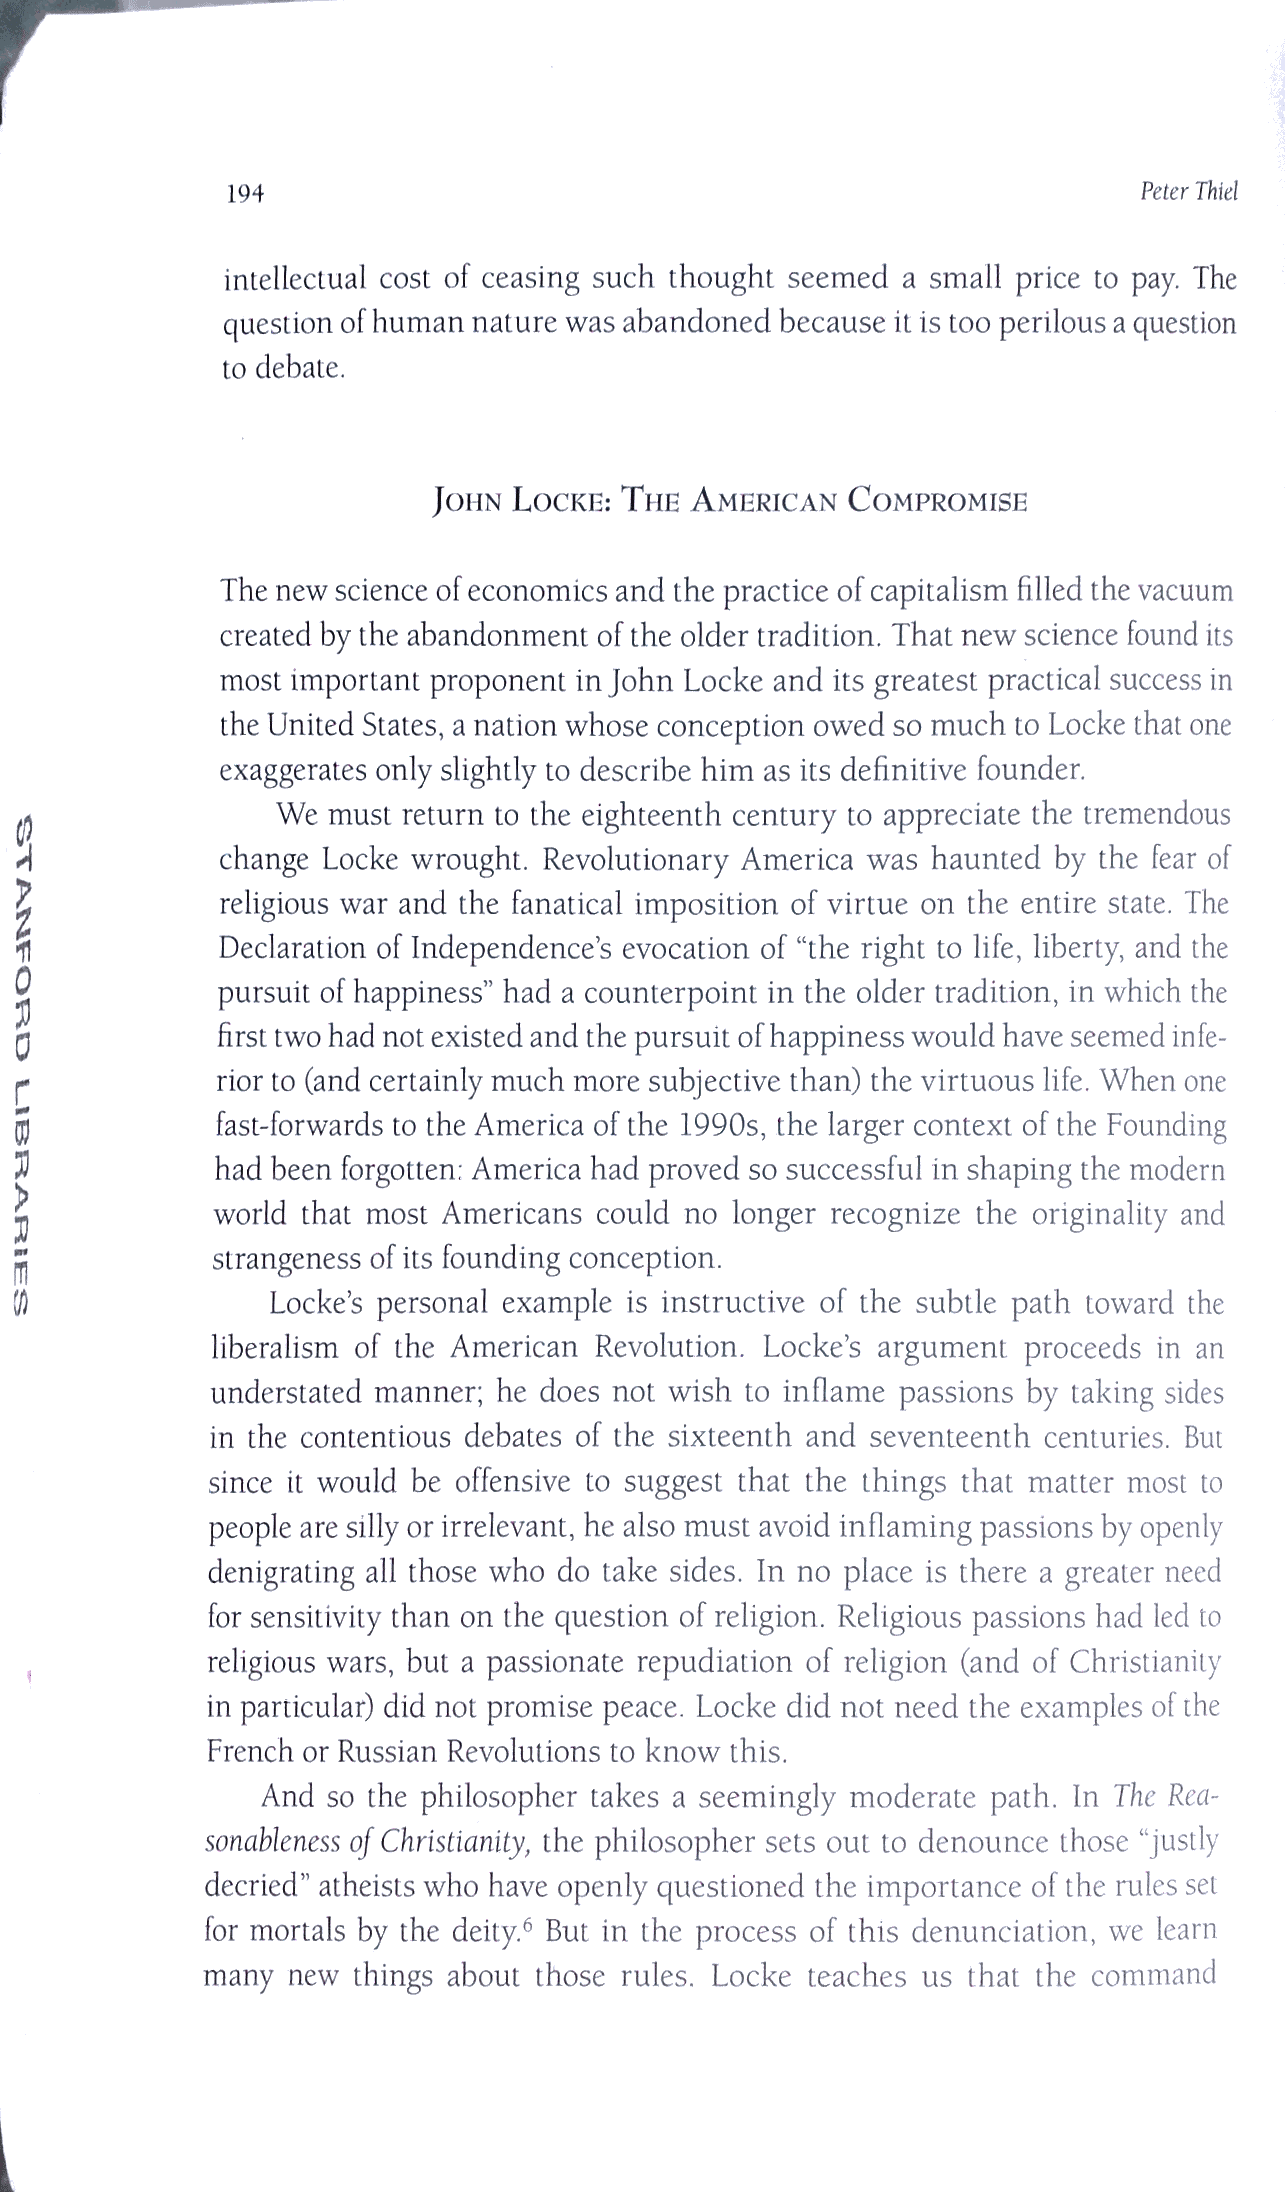 194
Peter Thiel
intellectual cost of ceasing such thought seemed a small price to pay. The
question of human nature was abandoned because it is too perilous a question
to debate.
JOHN LOCKE: THE AMERICAN COMPROMISE
The new science of economics and the practice of capitalism filled the vacuum
created by the abandonment of the older tradition. That new science found its
most important proponent in John Locke and its greatest practical success in
the United States, a nation whose conception owed so much to Locke that one
exaggerates only slightly to describe him as its definitive founder.
We must return to the eighteenth century to appreciate the tremendous
change Locke wrought. Revolutionary America was haunted by the fear of
religious war and the fanatical imposition of virtue on the entire state. The
Declaration of Independence's evocation of “the right to life, liberty, and the
pursuit of happiness” had a counterpoint in the older tradition, in which the
first two had not existed and the pursuit of happiness would have seemed infe-
rior to (and certainly much more subjective than) the virtuous life. When one
fast-forwards to the America of the 1990s, the larger context of the Founding
had been forgotten: America had proved so successful in shaping the modern
world that most Americans could no longer recognize the originality and
strangeness of its founding conception.
Locke's personal example is instructive of the subtle path toward the
liberalism of the American Revolution. Locke's argument proceeds in an
understated manner; he does not wish to inflame passions by taking sides
in the contentious debates of the sixteenth and seventeenth centuries. But
since it would be offensive to suggest that the things that matter most to
people are silly or irrelevant, he also must avoid inflaming passions by openly
denigrating all those who do take sides. In no place is there a greater need
for sensitivity than on the question of religion. Religious passions had led to
religious wars, but a passionate repudiation of religion (and of Christianity
in particular) did not promise peace. Locke did not need the examples of the
French or Russian Revolutions to know this.
And so the philosopher takes a seemingly moderate path. In The Rea-
sonableness of Christianity, the philosopher sets out to denounce those “justly
decried” atheists who have openly questioned the importance of the rules set
for mortals by the deity.⁶ But in the process of this denunciation, we learn
many new things about those rules. Locke teaches us that the command
STANFORD LIBRARIES